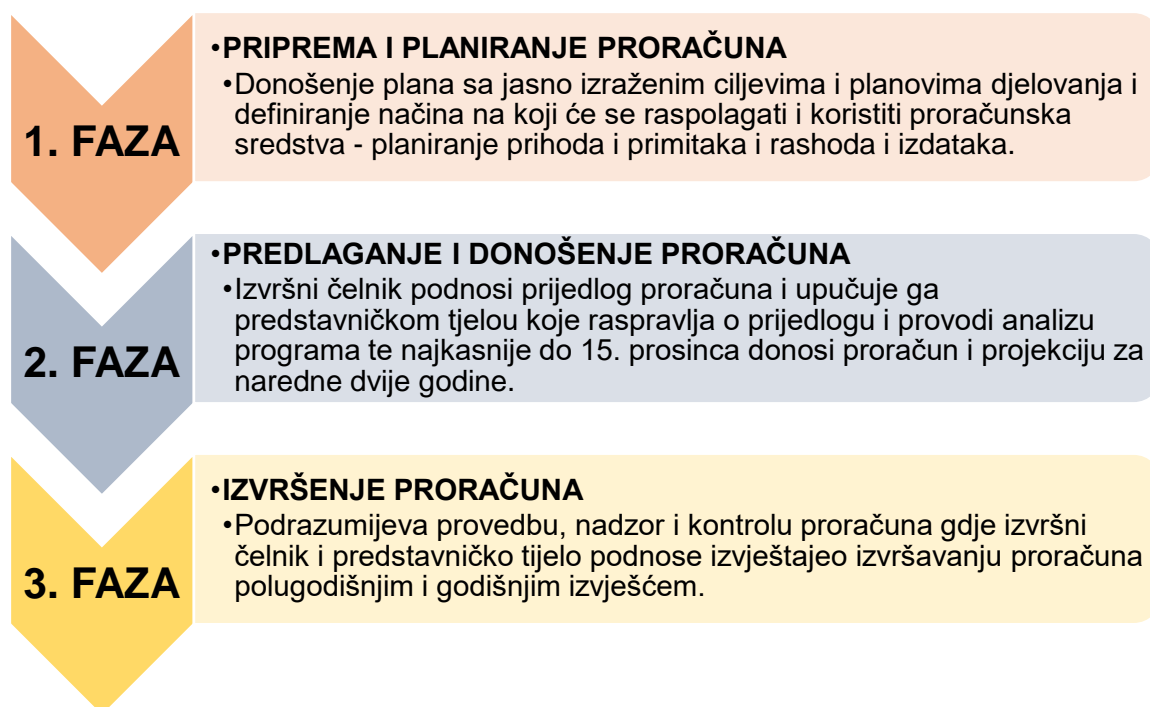 1. FAZA
•PRIPREMA I PLANIRANJE PRORAČUNA
•Donošenje plana sa jasno izraženim ciljevima i planovima djelovanja i
definiranje načina na koji će se raspolagati i koristiti proračunska
sredstva - planiranje prihoda i primitaka i rashoda i izdataka.
2. FAZA
•PREDLAGANJE I DONOŠENJE PRORAČUNA
•Izvršni čelnik podnosi prijedlog proračuna i upučuje ga
predstavničkom tjelou koje raspravlja o prijedlogu i provodi analizu
programa te najkasnije do 15. prosinca donosi proračun i projekciju za
naredne dvije godine.
3. FAZA
•IZVRŠENJE PRORAČUNA
•Podrazumijeva provedbu, nadzor i kontrolu proračuna gdje izvršni
čelnik i predstavničko tijelo podnose izvještajeo izvršavanju proračuna
polugodišnjim i godišnjim izvješćem.